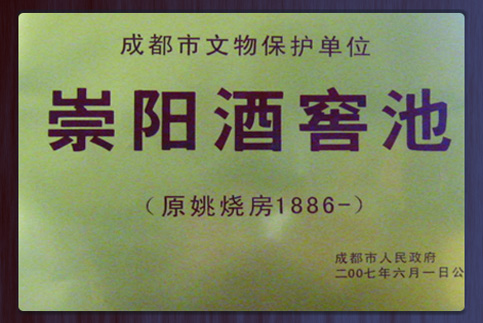 成都市文物保护单位
崇阳酒窖池
（原姚烧房1886-）
成都市人民政府
二00七年六月一日公